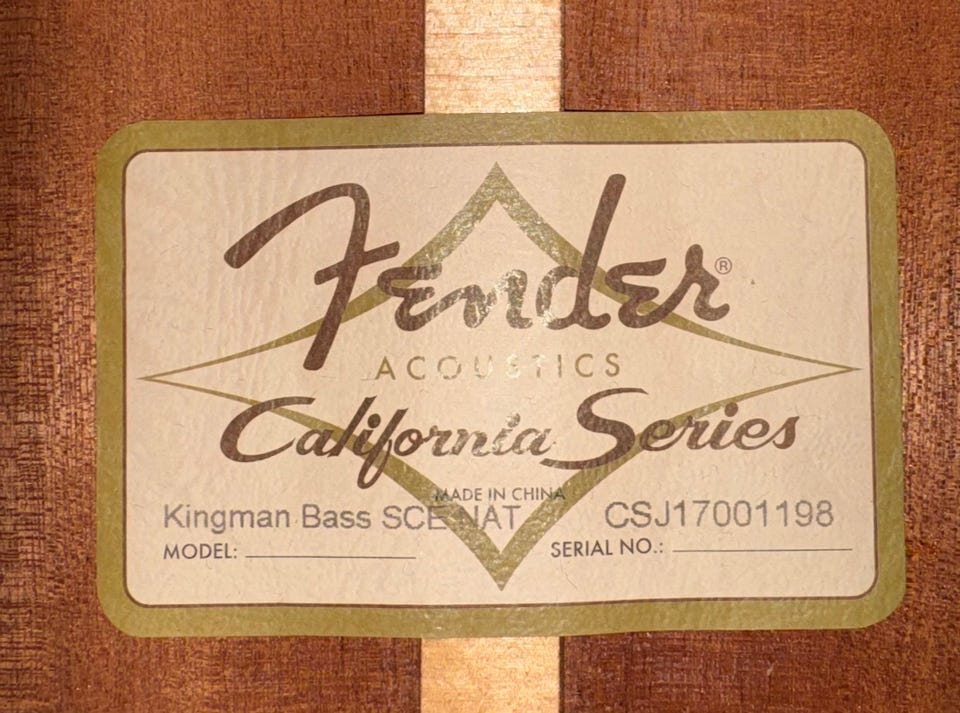 Fender®
ACOUSTICS
California Series
MADE IN CHINA
Kingman Bass SCE NAT CSJ17001198
MODEL: SERIAL NO.: